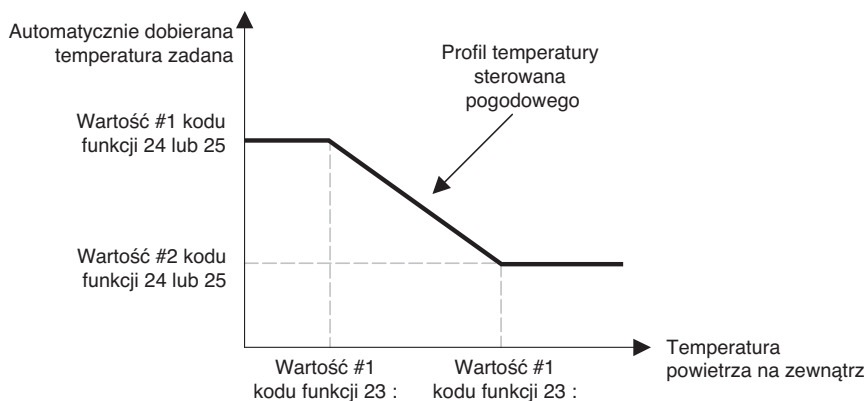 Automatycznie dobierana
temperatura zadana
Profil temperatury
sterowana
pogodowego
Wartość #1 kodu
funkcji 24 lub 25
Wartość #2 kodu
funkcji 24 lub 25
Temperatura
powietrza na zewnątrz
Wartość #1
kodu funkcji 23 :
Wartość #1
kodu funkcji 23 :